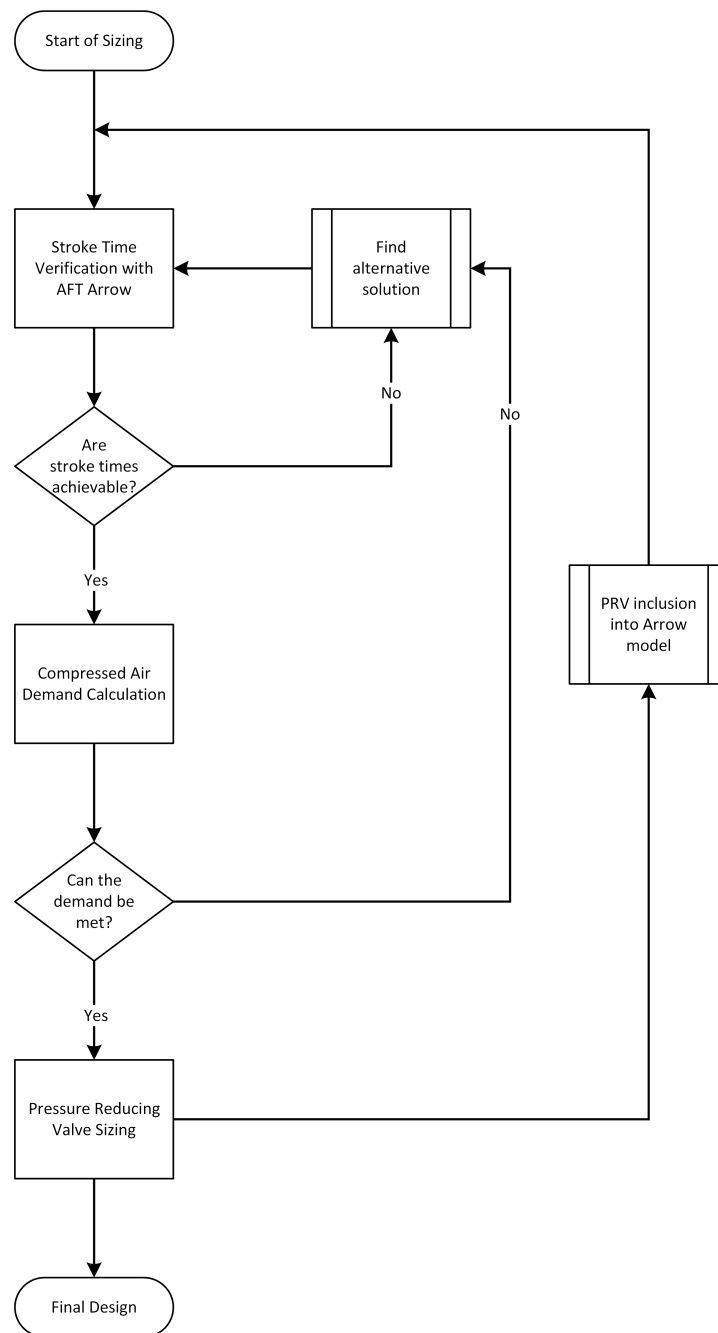 Start of Sizing
Stroke Time
Verification with
AFT Arrow
Find
alternative
solution
No
No
Are
stroke times
achievable?
Yes
PRV inclusion
into Arrow
model
Compressed Air
Demand Calculation
Can the
demand be
met?
Yes
Pressure Reducing
Valve Sizing
Final Design